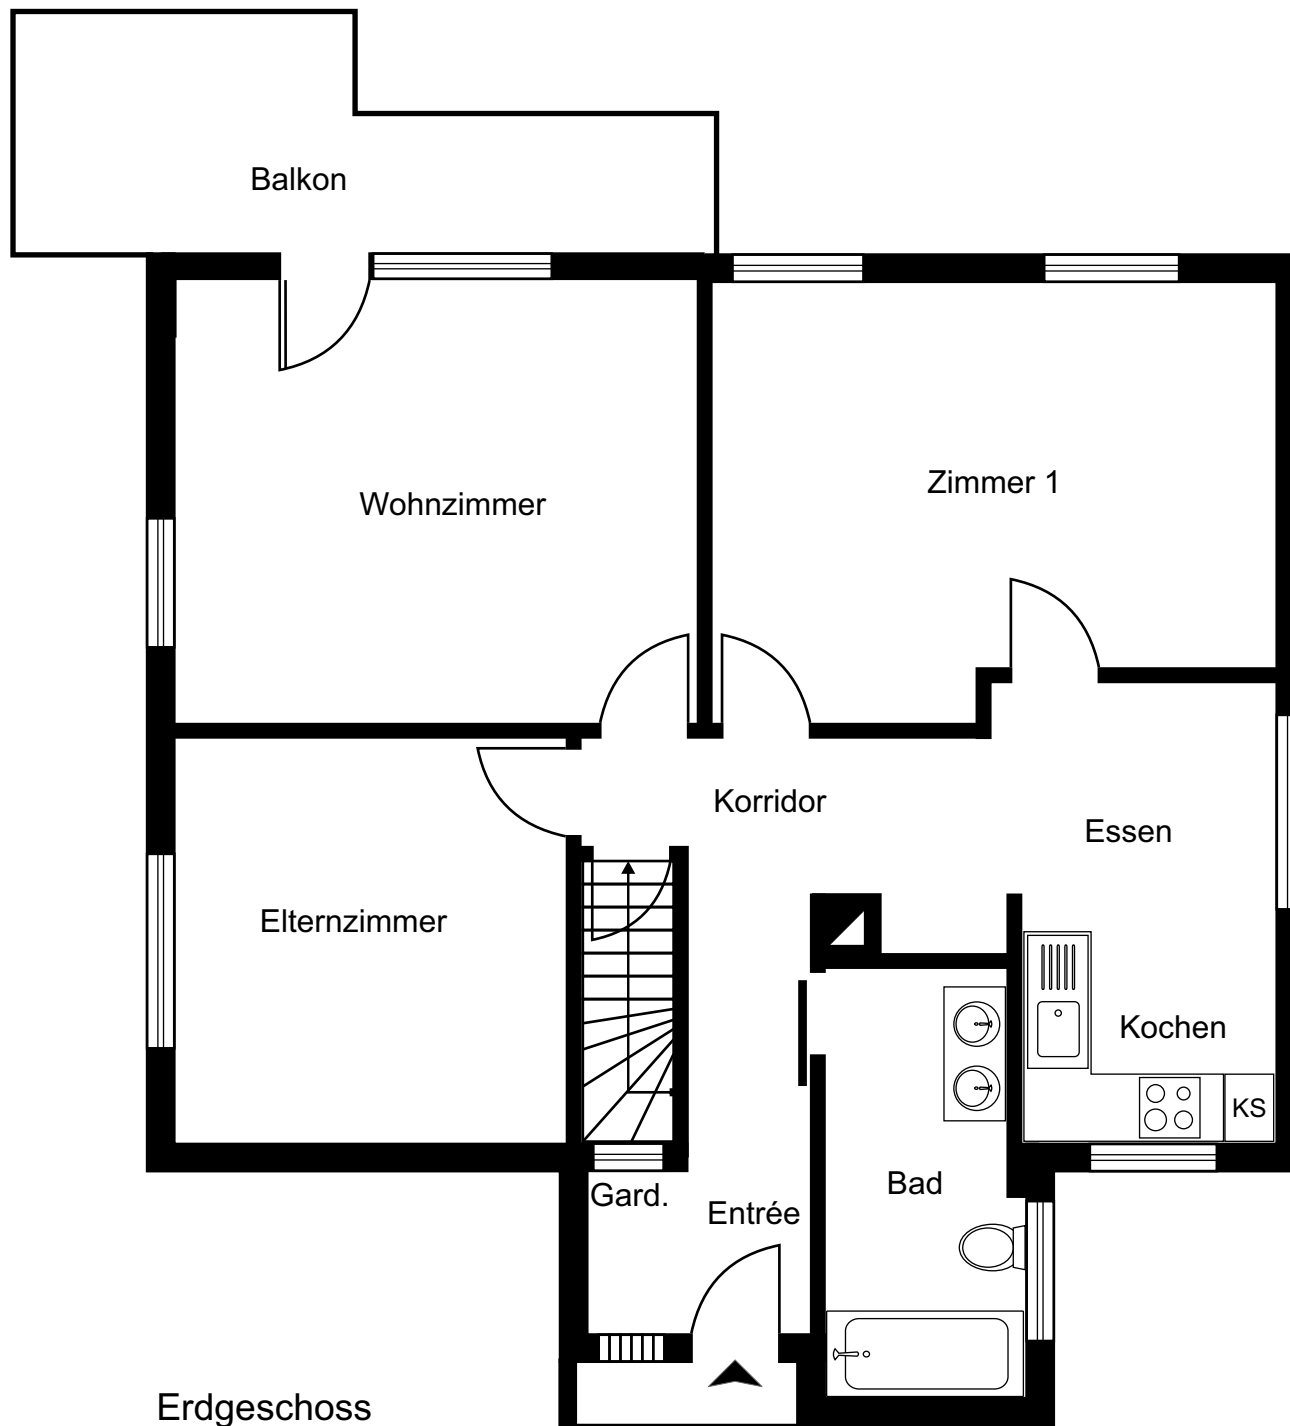 Balkon
Wohnzimmer
Zimmer 1
Korridor
Essen
Elternzimmer
Kochen
KS
Bad
Gard.
Entrée
Erdgeschoss